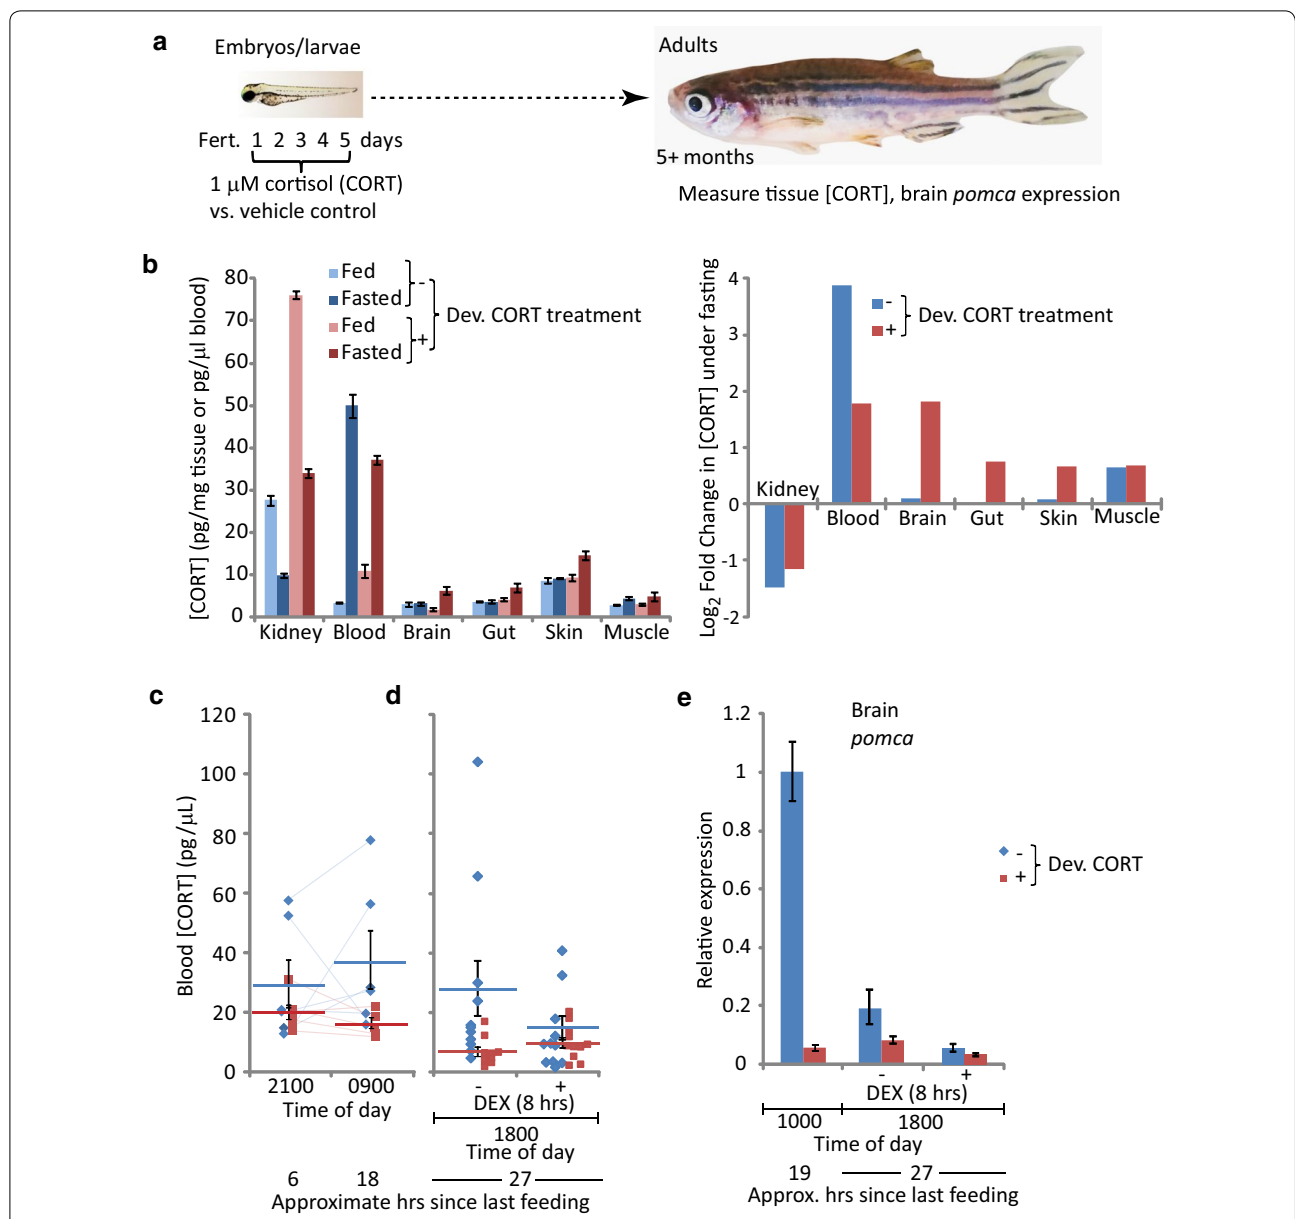 a
Embryos/larvae
Adults
Fert. 1 2 3 4 5 days
1 µM cortisol (CORT)
vs. vehicle control
5+ months
Measure tissue [CORT], brain pomca expression
b
[CORT] (pg/mg tissue or pg/µl blood)
80
70
60
50
40
30
20
10
0
Fed
Fasted
-
Fed
Fasted
+
Dev. CORT treatment
Kidney Blood Brain Gut Skin Muscle
Log2 Fold Change in [CORT] under fasting
4
3
2
1
0
-1
-2
-
+
Dev. CORT treatment
Kidney
Blood Brain Gut Skin Muscle
c
Blood [CORT] (pg/µL)
120
100
80
60
40
20
0
2100 0900
Time of day
6 18
d
- +
DEX (8 hrs)
1800
Time of day
27
Approximate hrs since last feeding
e
Brain
pomca
Relative expression
1.2
1
0.8
0.6
0.4
0.2
0
-
+
Dev. CORT
- +
DEX (8 hrs)
1000 1800
Time of day
19 27
Approx. hrs since last feeding